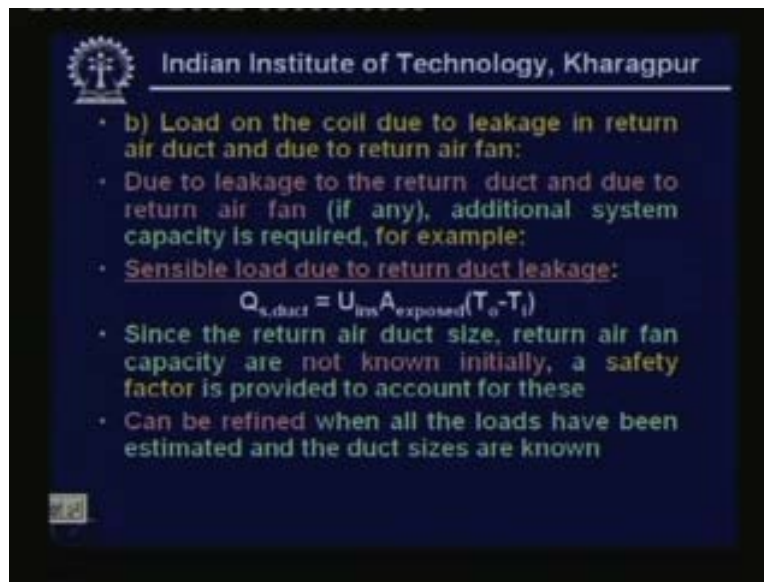 Indian Institute of Technology, Kharagpur
• b) Load on the coil due to leakage in return
air duct and due to return air fan:
• Due to leakage to the return duct and due to
return air fan (if any), additional system
capacity is required, for example:
• Sensible load due to return duct leakage:
Qs,duct = UinsAexposed(To-Ti)
• Since the return air duct size, return air fan
capacity are not known initially, a safety
factor is provided to account for these
• Can be refined when all the loads have been
estimated and the duct sizes are known